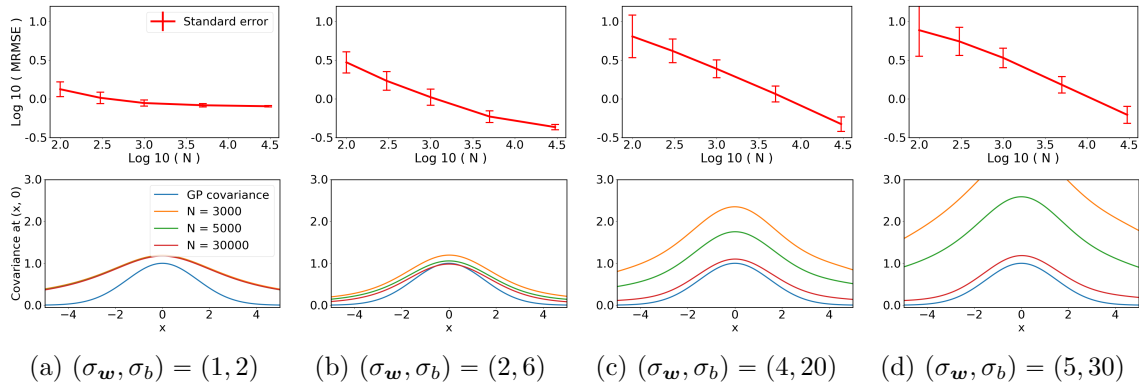 Log 10 ( MRMSE )
1.0
0.5
0.0
-0.5
Standard error
2.0 2.5 3.0 3.5 4.0 4.5
Log 10 ( N )
1.0
0.5
0.0
-0.5
2.0 2.5 3.0 3.5 4.0 4.5
Log 10 ( N )
1.0
0.5
0.0
-0.5
2.0 2.5 3.0 3.5 4.0 4.5
Log 10 ( N )
1.0
0.5
0.0
-0.5
2.0 2.5 3.0 3.5 4.0 4.5
Log 10 ( N )
Covariance at (x, 0)
3.0
2.0
1.0
0.0
GP covariance
N = 3000
N = 5000
N = 30000
−4 −2 0 2 4
x
3.0
2.0
1.0
0.0
−4 −2 0 2 4
x
3.0
2.0
1.0
0.0
−4 −2 0 2 4
x
3.0
2.0
1.0
0.0
−4 −2 0 2 4
x
(a) (σ_w, σ_b) = (1, 2)
(b) (σ_w, σ_b) = (2, 6)
(c) (σ_w, σ_b) = (4, 20)
(d) (σ_w, σ_b) = (5, 30)